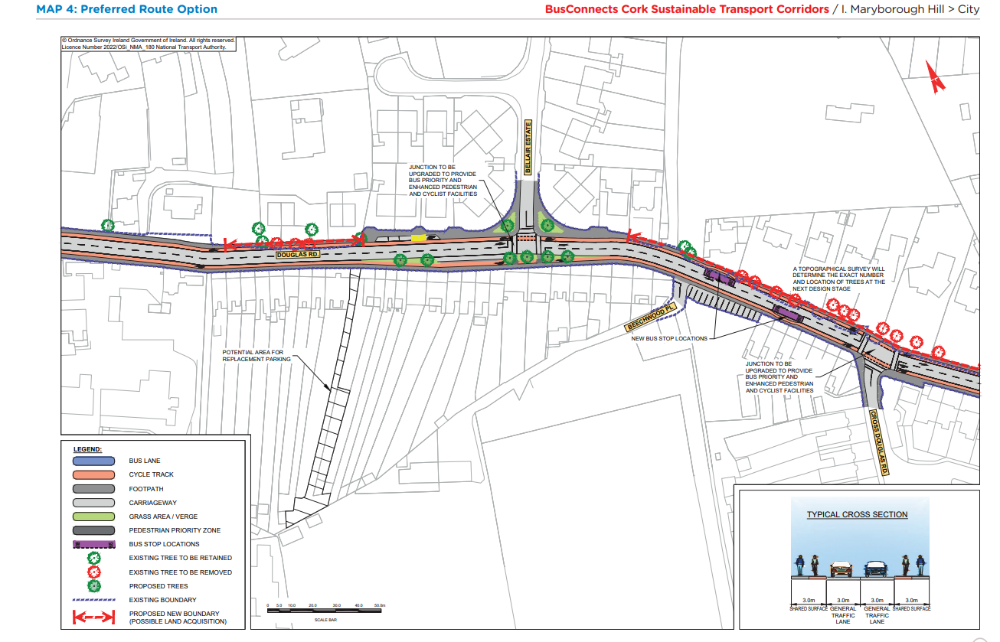 MAP 4: Preferred Route Option
BusConnects Cork Sustainable Transport Corridors / I. Maryborough Hill > City
© Ordnance Survey Ireland Government of Ireland. All rights reserved.
Licence Number 2022/OSi_NMA_180 National Transport Authority.
N
BELLAIR ESTATE
JUNCTION TO BE
UPGRADED TO PROVIDE
BUS PRIORITY AND
ENHANCED PEDESTRIAN
AND CYCLIST FACILITIES
DOUGLAS RD.
A TOPOGRAPHICAL SURVEY WILL
DETERMINE THE EXACT NUMBER
AND LOCATION OF TREES AT THE
NEXT DESIGN STAGE
BEECHWOOD PL.
NEW BUS STOP LOCATIONS
POTENTIAL AREA FOR
REPLACEMENT PARKING
JUNCTION TO BE
UPGRADED TO PROVIDE
BUS PRIORITY AND
ENHANCED PEDESTRIAN
AND CYCLIST FACILITIES
CROSS DOUGLAS RD.
LEGEND:
BUS LANE
CYCLE TRACK
FOOTPATH
CARRIAGEWAY
GRASS AREA / VERGE
PEDESTRIAN PRIORITY ZONE
BUS STOP LOCATIONS
EXISTING TREE TO BE RETAINED
EXISTING TREE TO BE REMOVED
PROPOSED TREES
EXISTING BOUNDARY
PROPOSED NEW BOUNDARY
(POSSIBLE LAND ACQUISITION)
0 5.0 10.0 20.0 30.0 40.0 50.0m
SCALE BAR
TYPICAL CROSS SECTION
3.0m 3.0m 3.0m 3.0m
SHARED SURFACE GENERAL TRAFFIC LANE GENERAL TRAFFIC LANE SHARED SURFACE